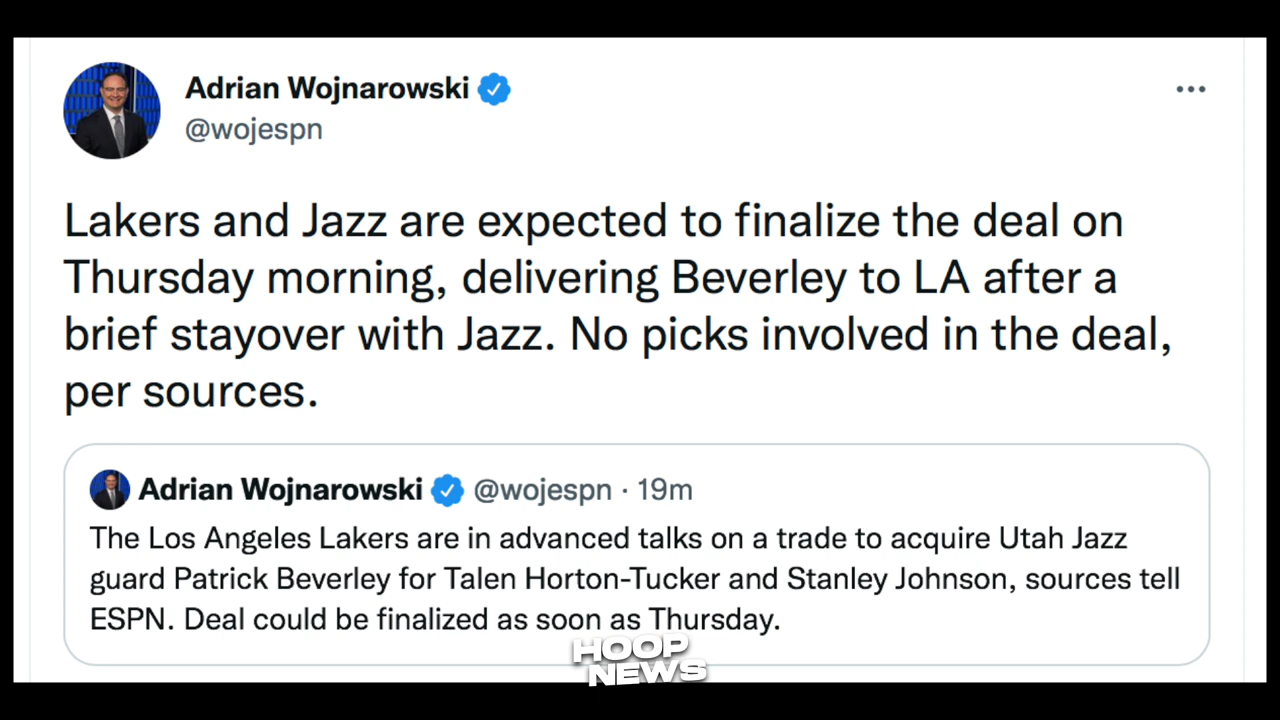 Adrian Wojnarowski
@wojespn
Lakers and Jazz are expected to finalize the deal on
Thursday morning, delivering Beverley to LA after a
brief stayover with Jazz. No picks involved in the deal,
per sources.
Adrian Wojnarowski @wojespn · 19m
The Los Angeles Lakers are in advanced talks on a trade to acquire Utah Jazz
guard Patrick Beverley for Talen Horton-Tucker and Stanley Johnson, sources tell
ESPN. Deal could be finalized as soon as Thursday.
HOOP
NEWS